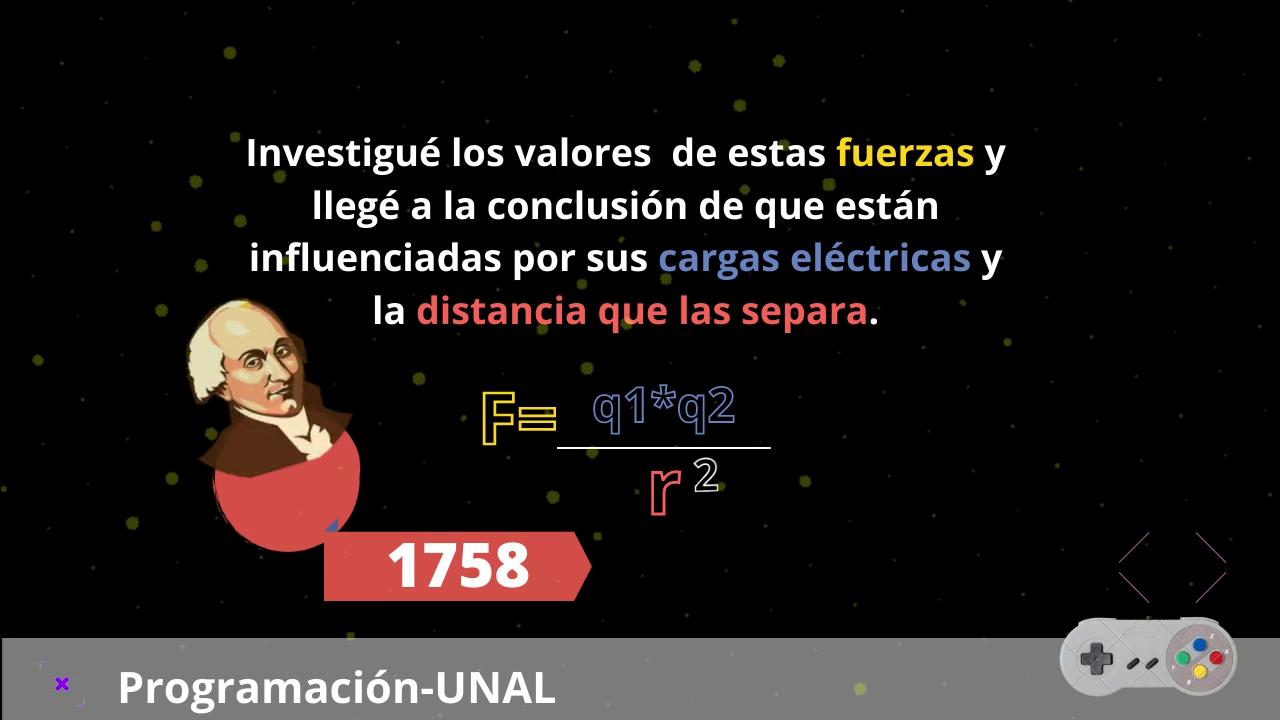 Investigué los valores  de estas fuerzas y
llegé a la conclusión de que están
influenciadas por sus cargas eléctricas y
la distancia que las separa.
F= q1*q2
r 2
1758
Programación-UNAL